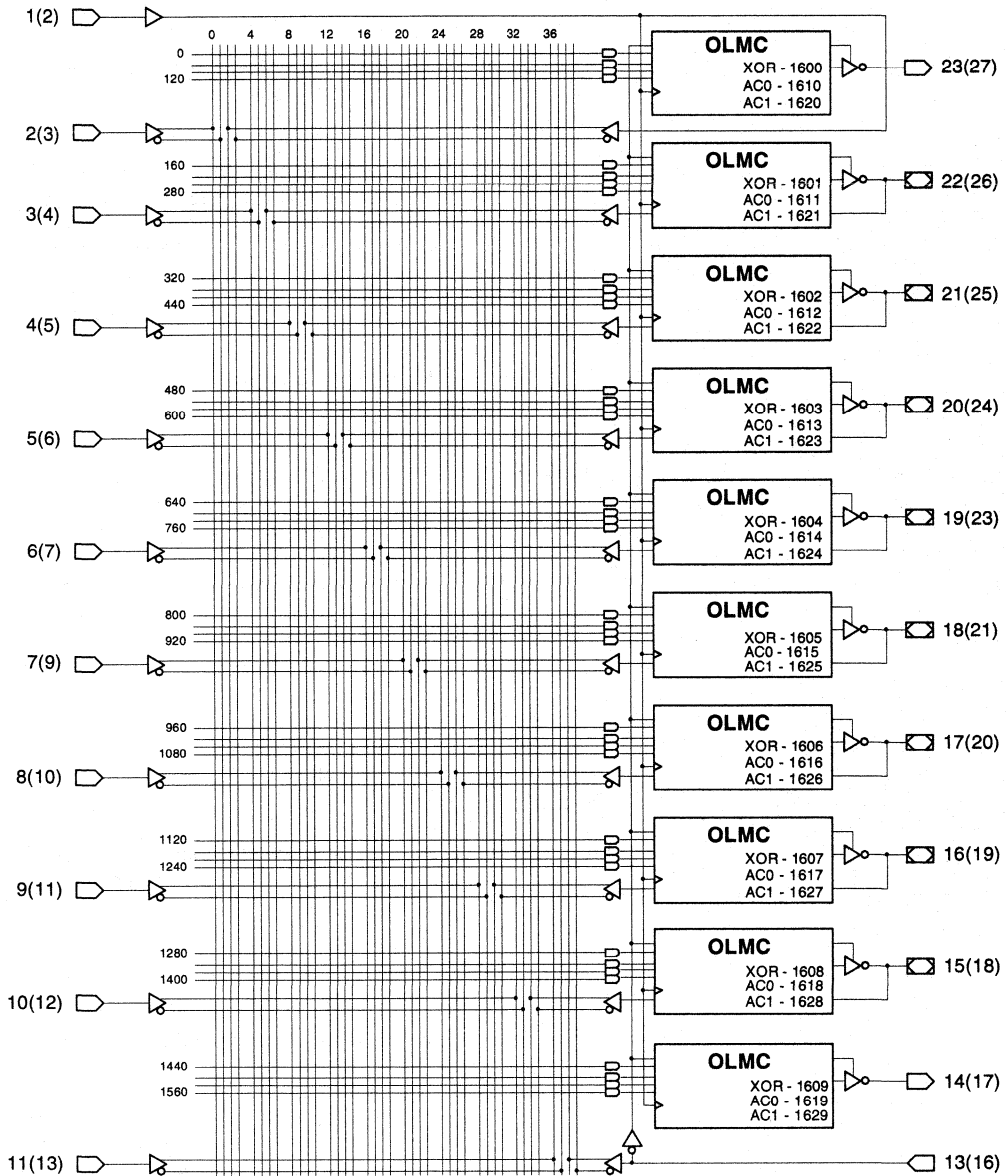 1(2)
0 4 8 12 16 20 24 28 32 36
0
120
OLMC
XOR - 1600
AC0 - 1610
AC1 - 1620
23(27)
2(3)
160
280
OLMC
XOR - 1601
AC0 - 1611
AC1 - 1621
22(26)
3(4)
320
440
OLMC
XOR - 1602
AC0 - 1612
AC1 - 1622
21(25)
4(5)
480
600
OLMC
XOR - 1603
AC0 - 1613
AC1 - 1623
20(24)
5(6)
640
760
OLMC
XOR - 1604
AC0 - 1614
AC1 - 1624
19(23)
6(7)
800
920
OLMC
XOR - 1605
AC0 - 1615
AC1 - 1625
18(21)
7(9)
960
1080
OLMC
XOR - 1606
AC0 - 1616
AC1 - 1626
17(20)
8(10)
1120
1240
OLMC
XOR - 1607
AC0 - 1617
AC1 - 1627
16(19)
9(11)
1280
1400
OLMC
XOR - 1608
AC0 - 1618
AC1 - 1628
15(18)
10(12)
1440
1560
OLMC
XOR - 1609
AC0 - 1619
AC1 - 1629
14(17)
11(13)
13(16)